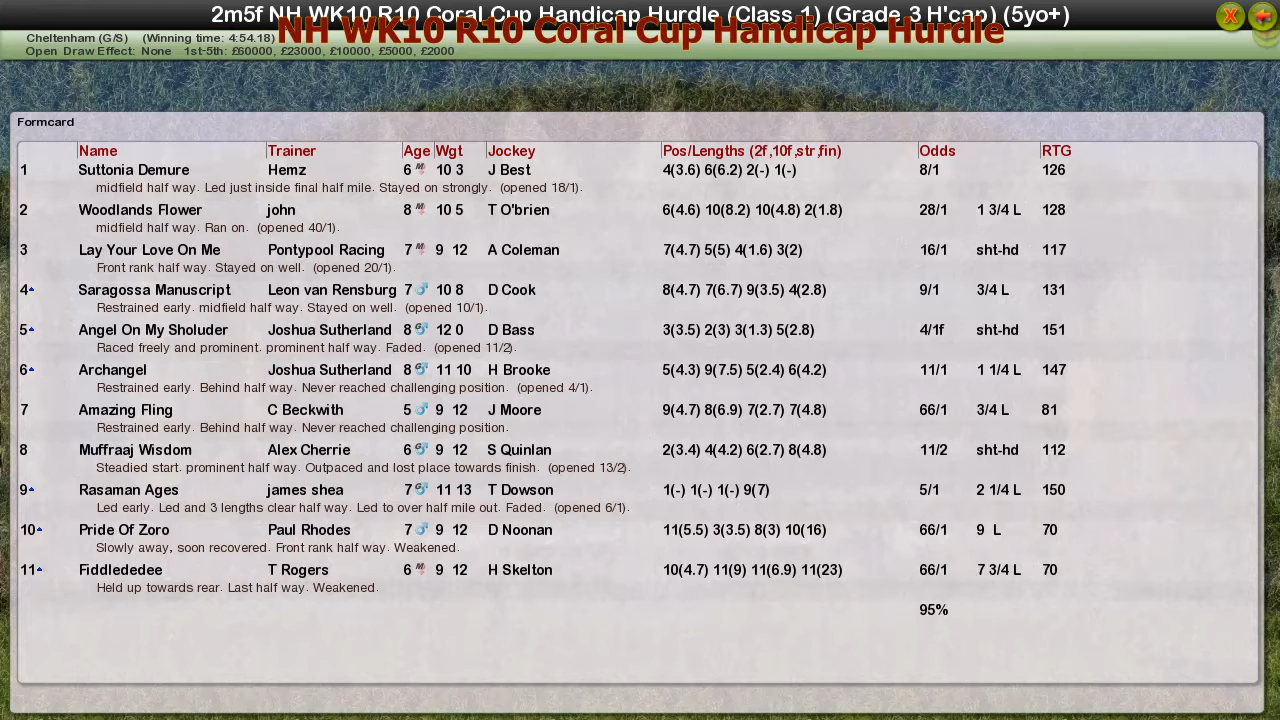 2m5f NH WK10 R10 Coral Cup Handicap Hurdle (Class 1) (Grade 3 H'cap) (5yo+)
NH WK10 R10 Coral Cup Handicap Hurdle
Cheltenham (G/S) (Winning time: 4:54.18)
Open Draw Effect: None 1st-5th: £60000, £23000, £10000, £5000, £2000
Formcard
Name Trainer Age Wgt Jockey Pos/Lengths (2f,10f,str,fin) Odds RTG
1 Suttonia Demure Hemz 6 M 10 3 J Best 4(3.6) 6(6.2) 2(-) 1(-) 8/1 126
midfield half way. Led just inside final half mile. Stayed on strongly. (opened 18/1).
2 Woodlands Flower john 8 M 10 5 T O'brien 6(4.6) 10(8.2) 10(4.8) 2(1.8) 28/1 1 3/4 L 128
midfield half way. Ran on. (opened 40/1).
3 Lay Your Love On Me Pontypool Racing 7 M 9 12 A Coleman 7(4.7) 5(5) 4(1.6) 3(2) 16/1 sht-hd 117
Front rank half way. Stayed on well. (opened 20/1).
4 Saragossa Manuscript Leon van Rensburg 7 10 8 D Cook 8(4.7) 7(6.7) 9(3.5) 4(2.8) 9/1 3/4 L 131
Restrained early. midfield half way. Stayed on well. (opened 10/1).
5 Angel On My Sholuder Joshua Sutherland 8 G 12 0 D Bass 3(3.5) 2(3) 3(1.3) 5(2.8) 4/1f sht-hd 151
Raced freely and prominent. prominent half way. Faded. (opened 11/2).
6 Archangel Joshua Sutherland 8 G 11 10 H Brooke 5(4.3) 9(7.5) 5(2.4) 6(4.2) 11/1 1 1/4 L 147
Restrained early. Behind half way. Never reached challenging position. (opened 4/1).
7 Amazing Fling C Beckwith 5 9 12 J Moore 9(4.7) 8(6.9) 7(2.7) 7(4.8) 66/1 3/4 L 81
Restrained early. Behind half way. Never reached challenging position.
8 Muffraaj Wisdom Alex Cherrie 6 G 9 12 S Quinlan 2(3.4) 4(4.2) 6(2.7) 8(4.8) 11/2 sht-hd 112
Steadied start. prominent half way. Outpaced and lost place towards finish. (opened 13/2).
9 Rasaman Ages james shea 7 G 11 13 T Dowson 1(-) 1(-) 1(-) 9(7) 5/1 2 1/4 L 150
Led early. Led and 3 lengths clear half way. Led to over half mile out. Faded. (opened 6/1).
10 Pride Of Zoro Paul Rhodes 7 9 12 D Noonan 11(5.5) 3(3.5) 8(3) 10(16) 66/1 9 L 70
Slowly away, soon recovered. Front rank half way. Weakened.
11 Fiddlededee T Rogers 6 M 9 12 H Skelton 10(4.7) 11(9) 11(6.9) 11(23) 66/1 7 3/4 L 70
Held up towards rear. Last half way. Weakened.
95%